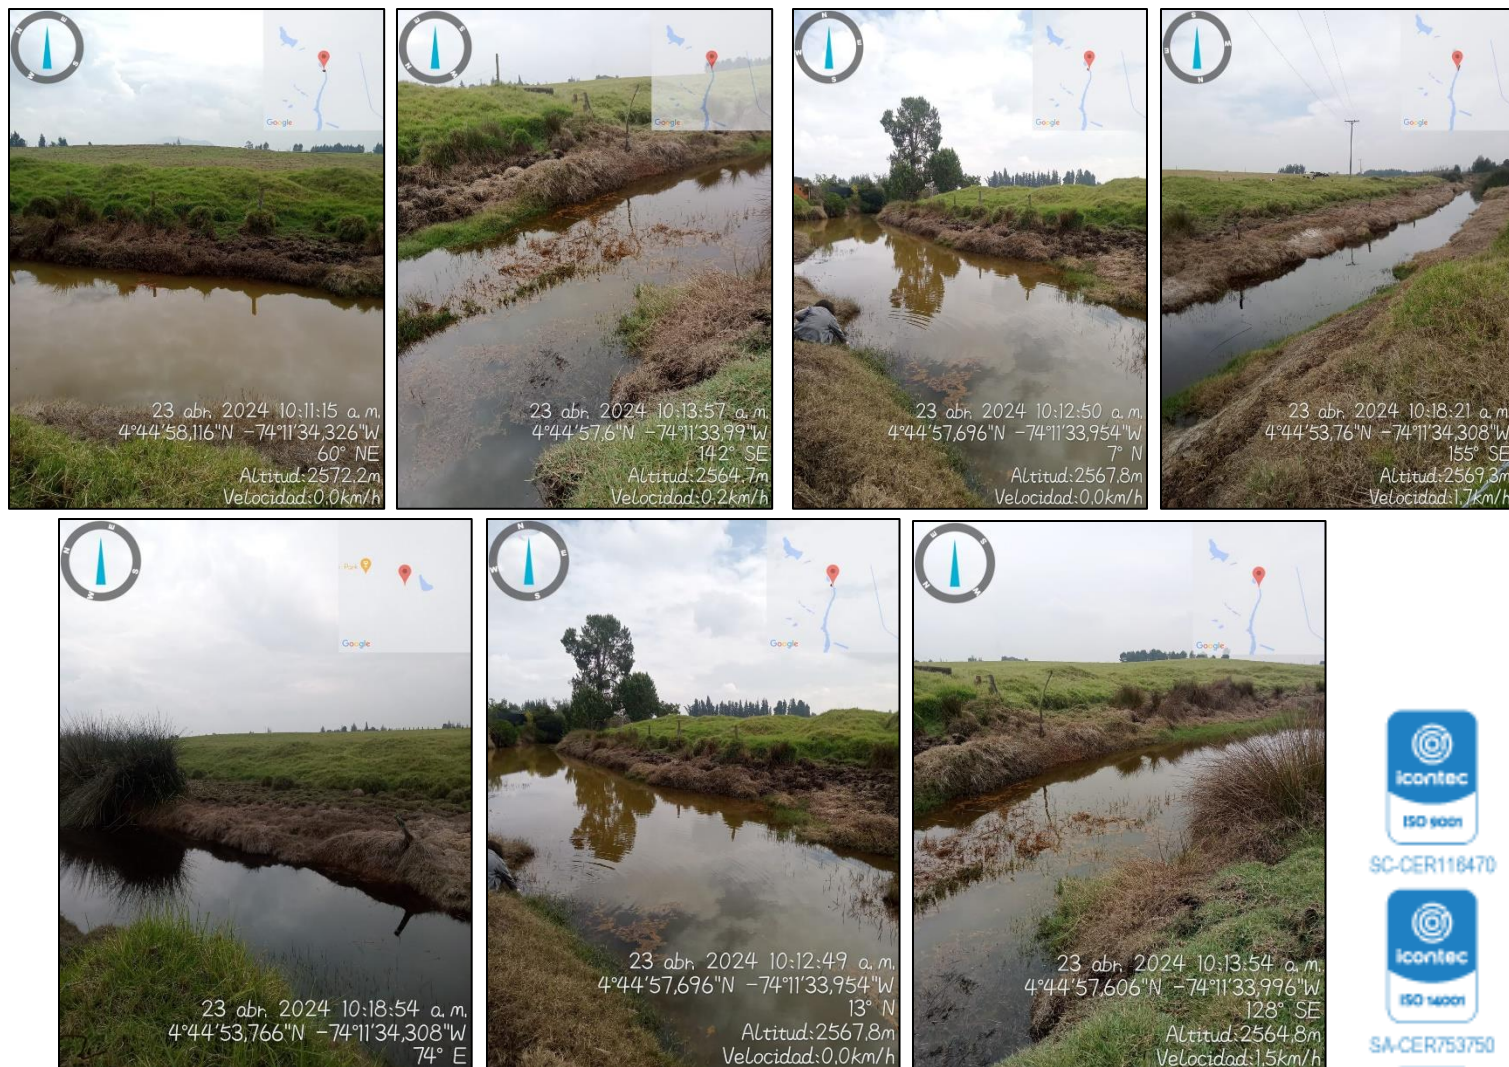 Google
23 abr. 2024 10:11:15 a. m.
4°44'58,116"N -74°11'34,326"W
60° NE
Altitud:2572.2m
Velocidad:0.0km/h
Google
23 abr. 2024 10:13:57 a. m.
4°44'57,6"N -74°11'33,99"W
142° SE
Altitud:2564.7m
Velocidad:0.2km/h
Google
23 abr. 2024 10:12:50 a. m.
4°44'57,696"N -74°11'33,954"W
7° N
Altitud:2567.8m
Velocidad:0.0km/h
Google
23 abr. 2024 10:18:21 a. m.
4°44'53,76"N -74°11'34,308"W
155° SE
Altitud:2569.3m
Velocidad:1.7km/h
Park
Google
23 abr. 2024 10:18:54 a. m.
4°44'53,766"N -74°11'34,308"W
74° E
Google
23 abr. 2024 10:12:49 a. m.
4°44'57,696"N -74°11'33,954"W
13° N
Altitud:2567,8m
Velocidad:0,0km/h
Google
23 abr. 2024 10:13:54 a. m.
4°44'57,606"N -74°11'33,996"W
128° SE
Altitud:2564,8m
Velocidad:1,5km/h
icontec
ISO 9001
SC-CER116470
icontec
ISO 14001
SA-CER753750